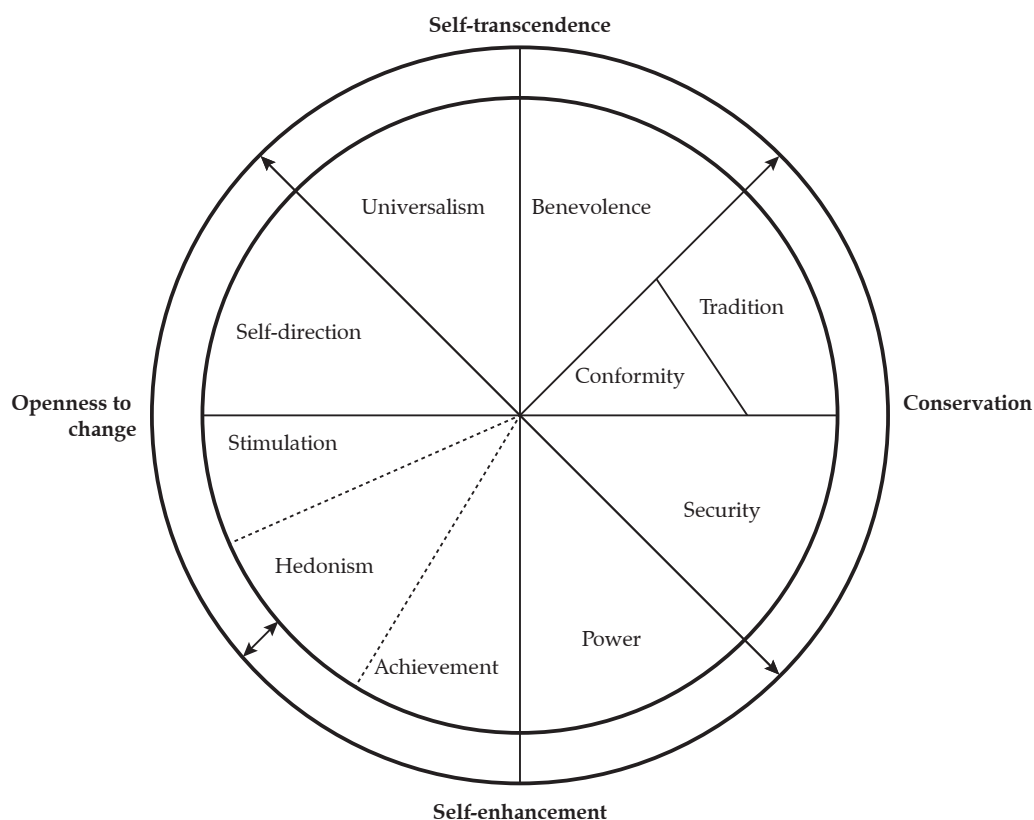 Self-transcendence
Universalism
Benevolence
Tradition
Self-direction
Conformity
Openness to
change
Conservation
Stimulation
Security
Hedonism
Power
Achievement
Self-enhancement